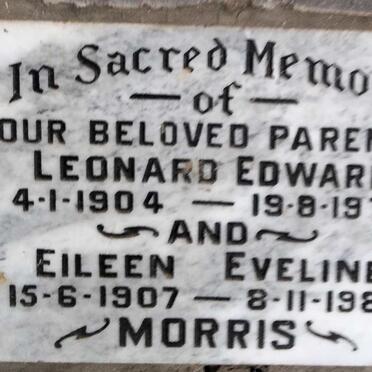 In Sacred Memo
— of —
OUR BELOVED PAREN
LEONARD EDWAR
4-1-1904 — 19-8-19
AND
EILEEN EVELINE
15-6-1907 — 8-11-198
MORRIS